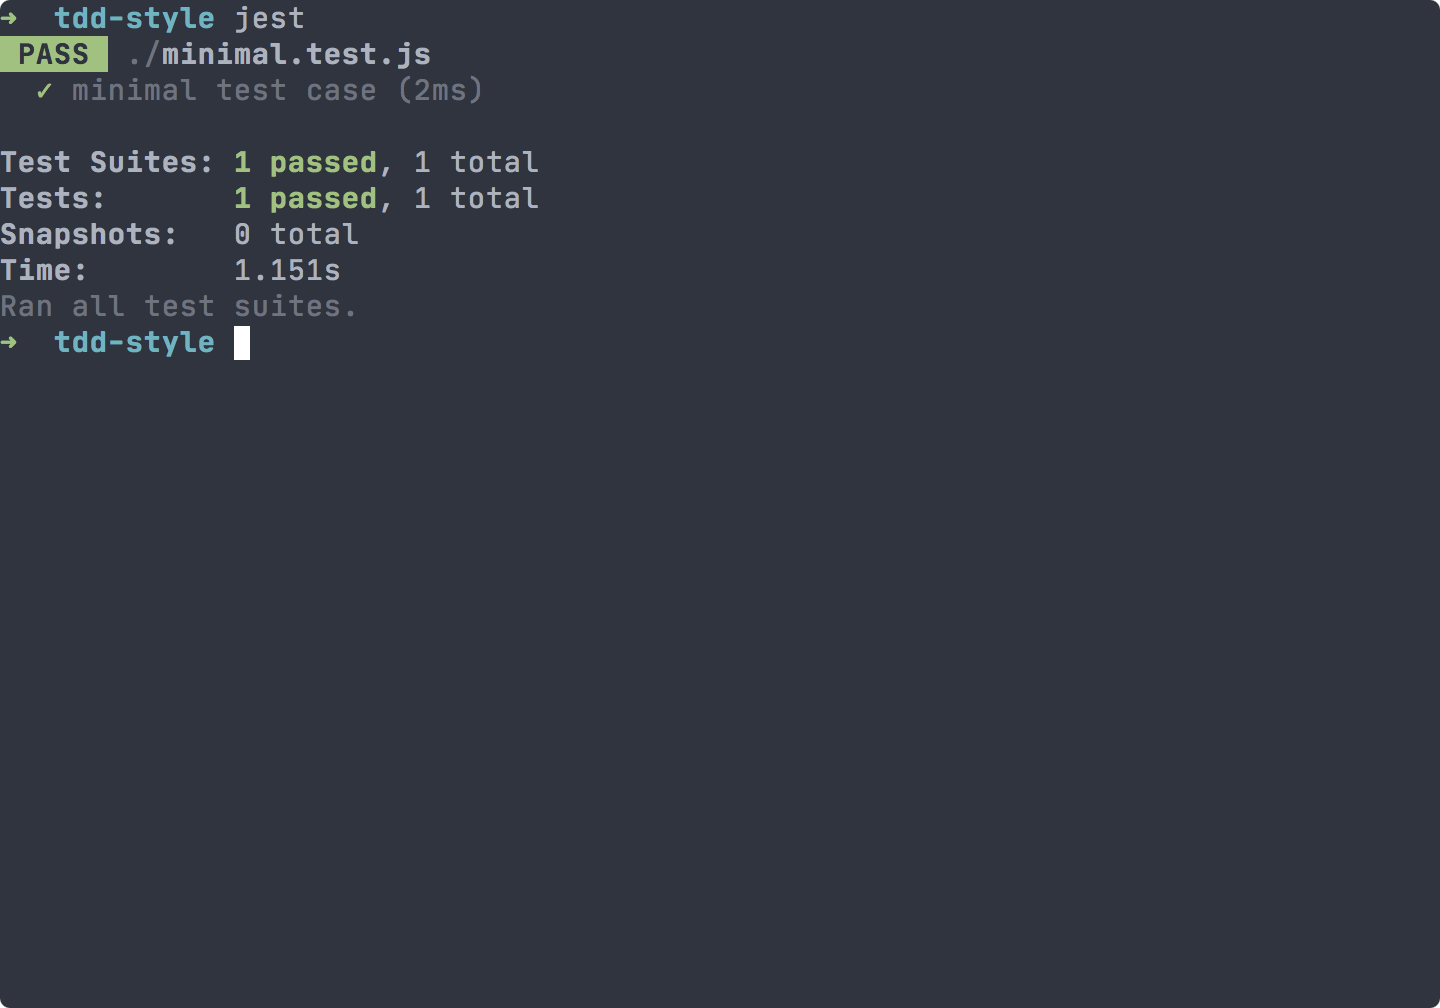 ➜  tdd-style jest
PASS ./minimal.test.js
✓ minimal test case (2ms)
Test Suites: 1 passed, 1 total
Tests: 1 passed, 1 total
Snapshots: 0 total
Time: 1.151s
Ran all test suites.
➜  tdd-style